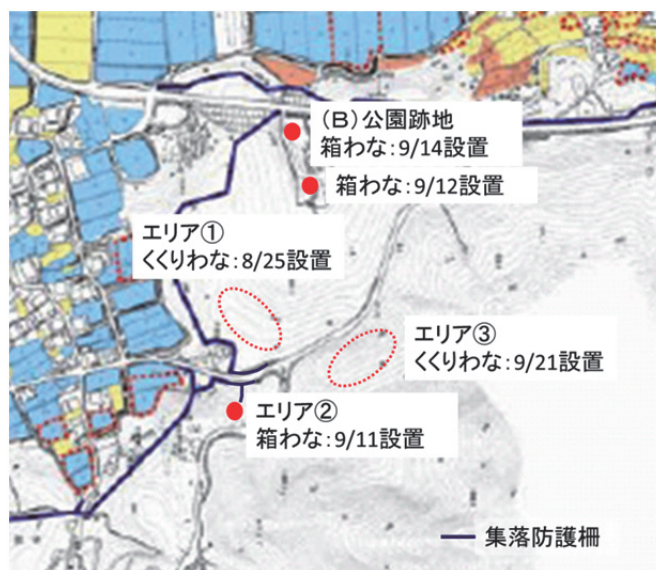 (B)公園跡地
箱わな:9/14設置
箱わな:9/12設置
エリア①
くくりわな:8/25設置
エリア③
くくりわな:9/21設置
エリア②
箱わな:9/11設置
集落防護柵